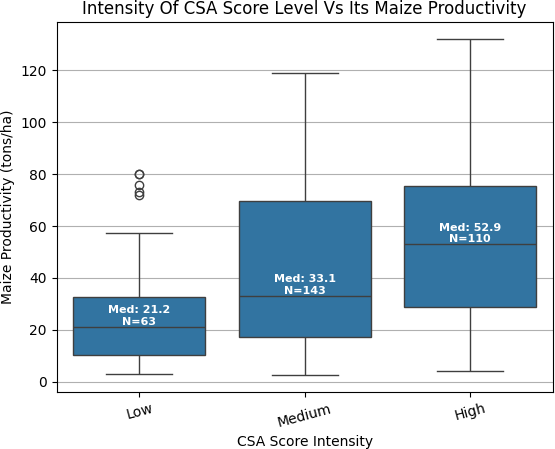 Intensity Of CSA Score Level Vs Its Maize Productivity
Maize Productivity (tons/ha)
120
100
80
60
40
20
0
Med: 21.2
N=63
Med: 33.1
N=143
Med: 52.9
N=110
Low
Medium
High
CSA Score Intensity